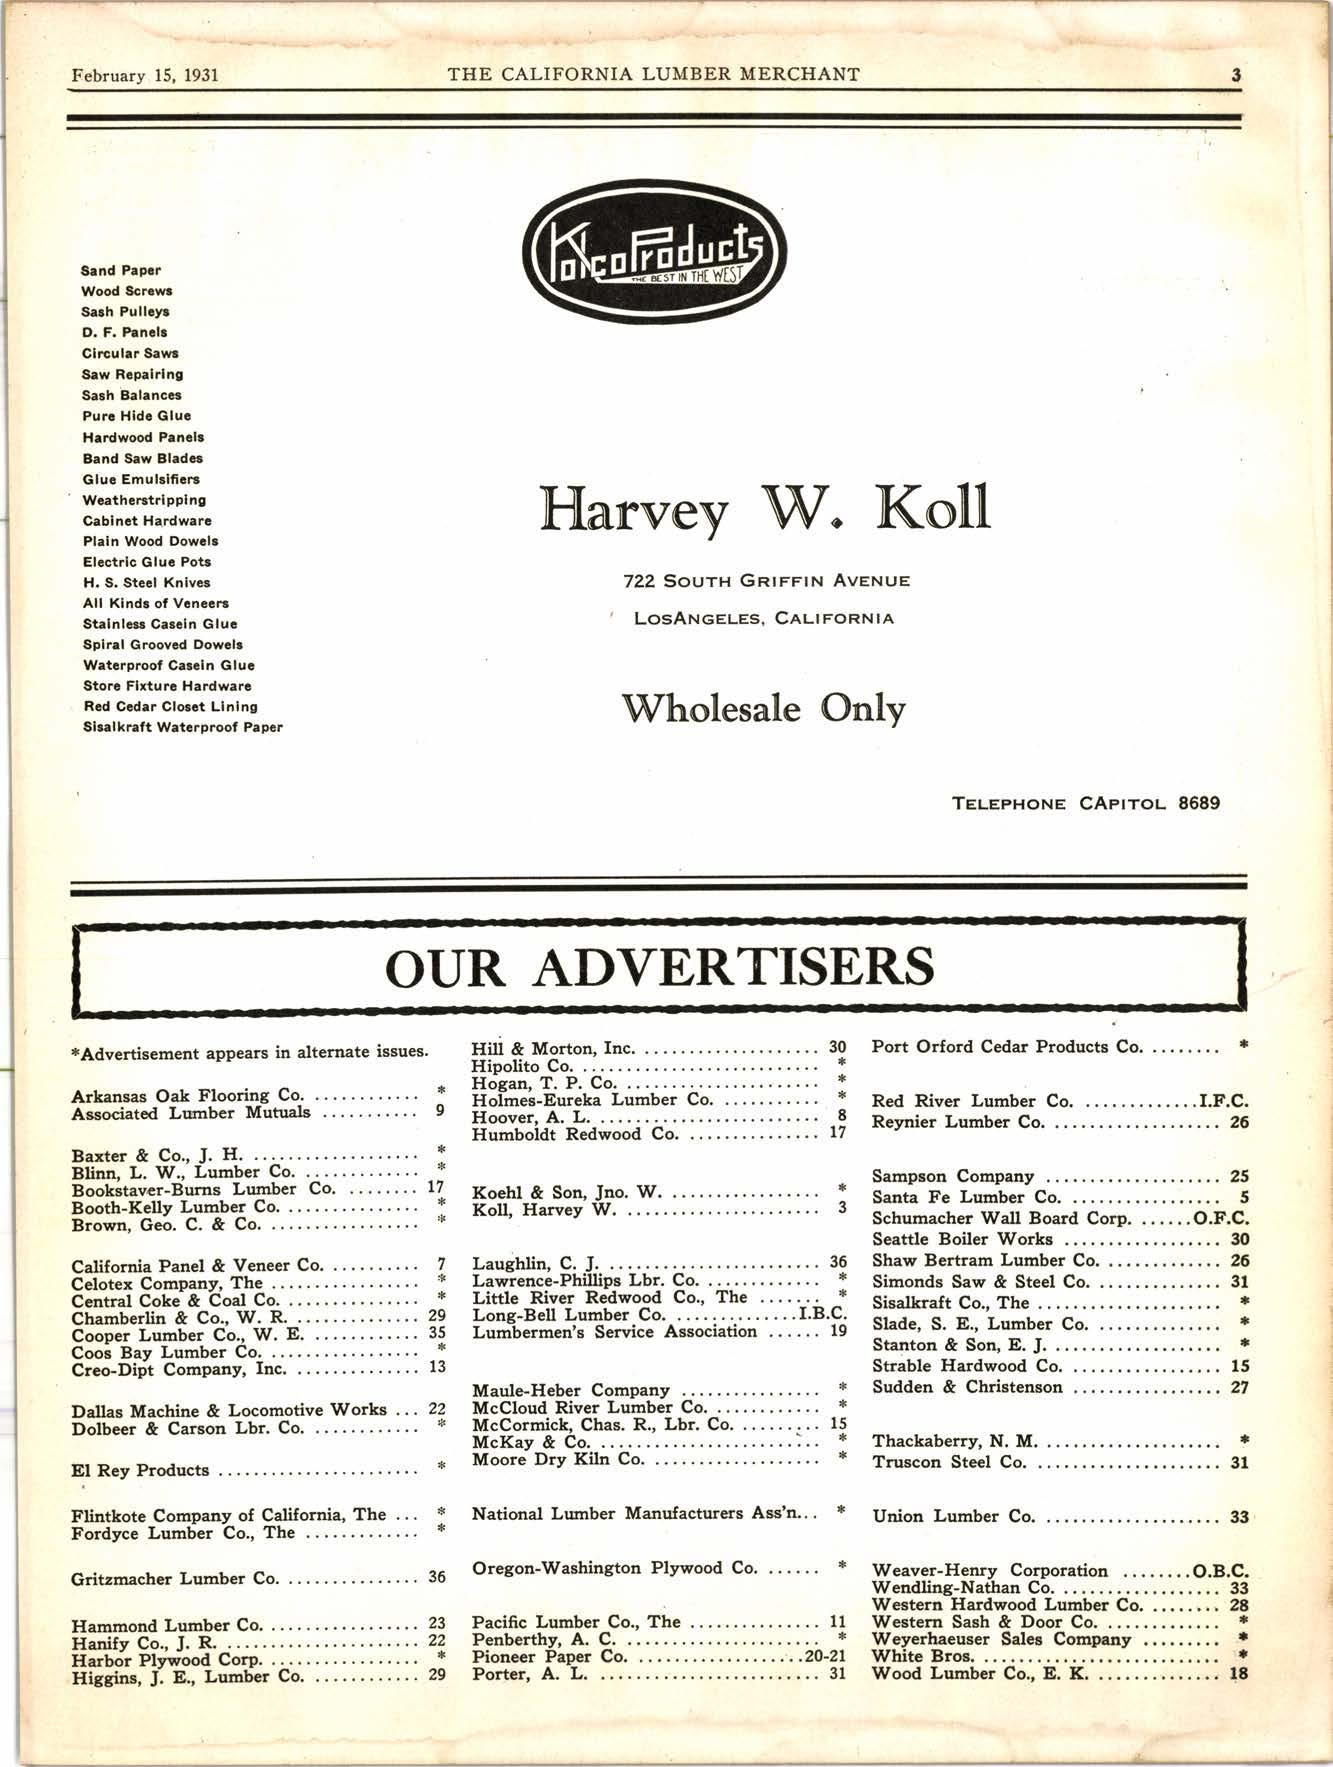 February 15, 1931 THE CALIFORNIA LUMBER MERCHANT 3
Kolco Products
THE BEST IN THE WEST
Sand Paper
Wood Screws
Sash Pulleys
D. F. Panels
Circular Saws
Saw Repairing
Sash Balances
Pure Hide Glue
Hardwood Panels
Band Saw Blades
Glue Emulsifiers
Weatherstripping
Cabinet Hardware
Plain Wood Dowels
Electric Glue Pots
H. S. Steel Knives
All Kinds of Veneers
Stainless Casein Glue
Spiral Grooved Dowels
Waterproof Casein Glue
Store Fixture Hardware
Red Cedar Closet Lining
Sisalkraft Waterproof Paper
Harvey W. Koll
722 SOUTH GRIFFIN AVENUE
LOSANGELES, CALIFORNIA
Wholesale Only
TELEPHONE CAPITOL 8689
OUR ADVERTISERS
*Advertisement appears in alternate issues.
Arkansas Oak Flooring Co. ............ *
Associated Lumber Mutuals ........... 9
Baxter & Co., J. H. .................... *
Blinn, L. W., Lumber Co. .............. *
Bookstaver-Burns Lumber Co. ........ 17
Booth-Kelly Lumber Co. ................ *
Brown, Geo. C. & Co. .................. *
California Panel & Veneer Co. ........... 7
Celotex Company, The .................. *
Central Coke & Coal Co. ................ *
Chamberlin & Co., W. R. ............... 29
Cooper Lumber Co., W. E. ............ 35
Coos Bay Lumber Co. .................. *
Creo-Dipt Company, Inc. ............... 13
Dallas Machine & Locomotive Works ... 22
Dolbeer & Carson Lbr. Co. ............ *
El Rey Products ........................ *
Flintkote Company of California, The ... *
Fordyce Lumber Co., The ............. *
Gritzmacher Lumber Co. ................ 36
Hammond Lumber Co. .................. 23
Hanify Co., J. R. ....................... 22
Harbor Plywood Corp. .................. *
Higgins, J. E., Lumber Co. ............ 29
Hill & Morton, Inc. ..................... 30
Hipolito Co. ............................ *
Hogan, T. P. Co. ....................... *
Holmes-Eureka Lumber Co. ............ *
Hoover, A. L. .......................... 8
Humboldt Redwood Co. ................ 17
Koehl & Son, Jno. W. .................. *
Koll, Harvey W. ........................ 3
Laughlin, C. J. ......................... 36
Lawrence-Phillips Lbr. Co. ............. *
Little River Redwood Co., The ....... *
Long-Bell Lumber Co. ..............I.B.C.
Lumbermen's Service Association ...... 19
Maule-Heber Company ................ *
McCloud River Lumber Co. ............ *
McCormick, Chas. R., Lbr. Co. ......... 15
McKay & Co. .......................... *
Moore Dry Kiln Co. .................... *
National Lumber Manufacturers Ass'n... *
Oregon-Washington Plywood Co. ...... *
Pacific Lumber Co., The ............... 11
Penberthy, A. C. ....................... *
Pioneer Paper Co. ....................20-21
Porter, A. L. .......................... 31
Port Orford Cedar Products Co. ........ *
Red River Lumber Co. .............I.F.C.
Reynier Lumber Co. .................... 26
Sampson Company ..................... 25
Santa Fe Lumber Co. .................. 5
Schumacher Wall Board Corp. ......O.F.C.
Seattle Boiler Works ................... 30
Shaw Bertram Lumber Co. .............. 26
Simonds Saw & Steel Co. .............. 31
Sisalkraft Co., The ...................... *
Slade, S. E., Lumber Co. ............... *
Stanton & Son, E. J. .................... *
Strable Hardwood Co. .................. 15
Sudden & Christenson .................. 27
Thackaberry, N. M. ..................... *
Truscon Steel Co. ...................... 31
Union Lumber Co. ..................... 33
Weaver-Henry Corporation ........O.B.C.
Wendling-Nathan Co. ................... 33
Western Hardwood Lumber Co. ........ 28
Western Sash & Door Co. ............. *
Weyerhaeuser Sales Company ......... *
White Bros. ............................ *
Wood Lumber Co., E. K. .............. 18